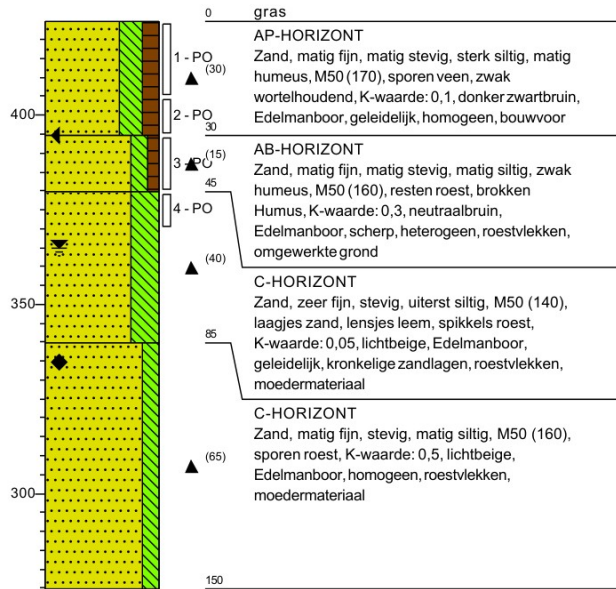 0 gras
AP-HORIZONT
Zand, matig fijn, matig stevig, sterk siltig, matig
humeus, M50 (170), sporen veen, zwak
wortelhoudend, K-waarde: 0,1, donker zwartbruin,
Edelmanboor, geleidelijk, homogeen, bouwvoor
1 - PO
(30)
2 - PO
400
30
AB-HORIZONT
Zand, matig fijn, matig stevig, matig siltig, zwak
humeus, M50 (160), resten roest, brokken
Humus, K-waarde: 0,3, neutraalbruin,
Edelmanboor, scherp, heterogeen, roestvlekken,
omgewerkte grond
3 - PO
(15)
45
4 - PO
(40)
C-HORIZONT
Zand, zeer fijn, stevig, uiterst siltig, M50 (140),
laagjes zand, lensjes leem, spikkels roest,
K-waarde: 0,05, lichtbeige, Edelmanboor,
geleidelijk, kronkelige zandlagen, roestvlekken,
moedermateriaal
350
85
C-HORIZONT
Zand, matig fijn, stevig, matig siltig, M50 (160),
sporen roest, K-waarde: 0,5, lichtbeige,
Edelmanboor, homogeen, roestvlekken,
moedermateriaal
(65)
300
150